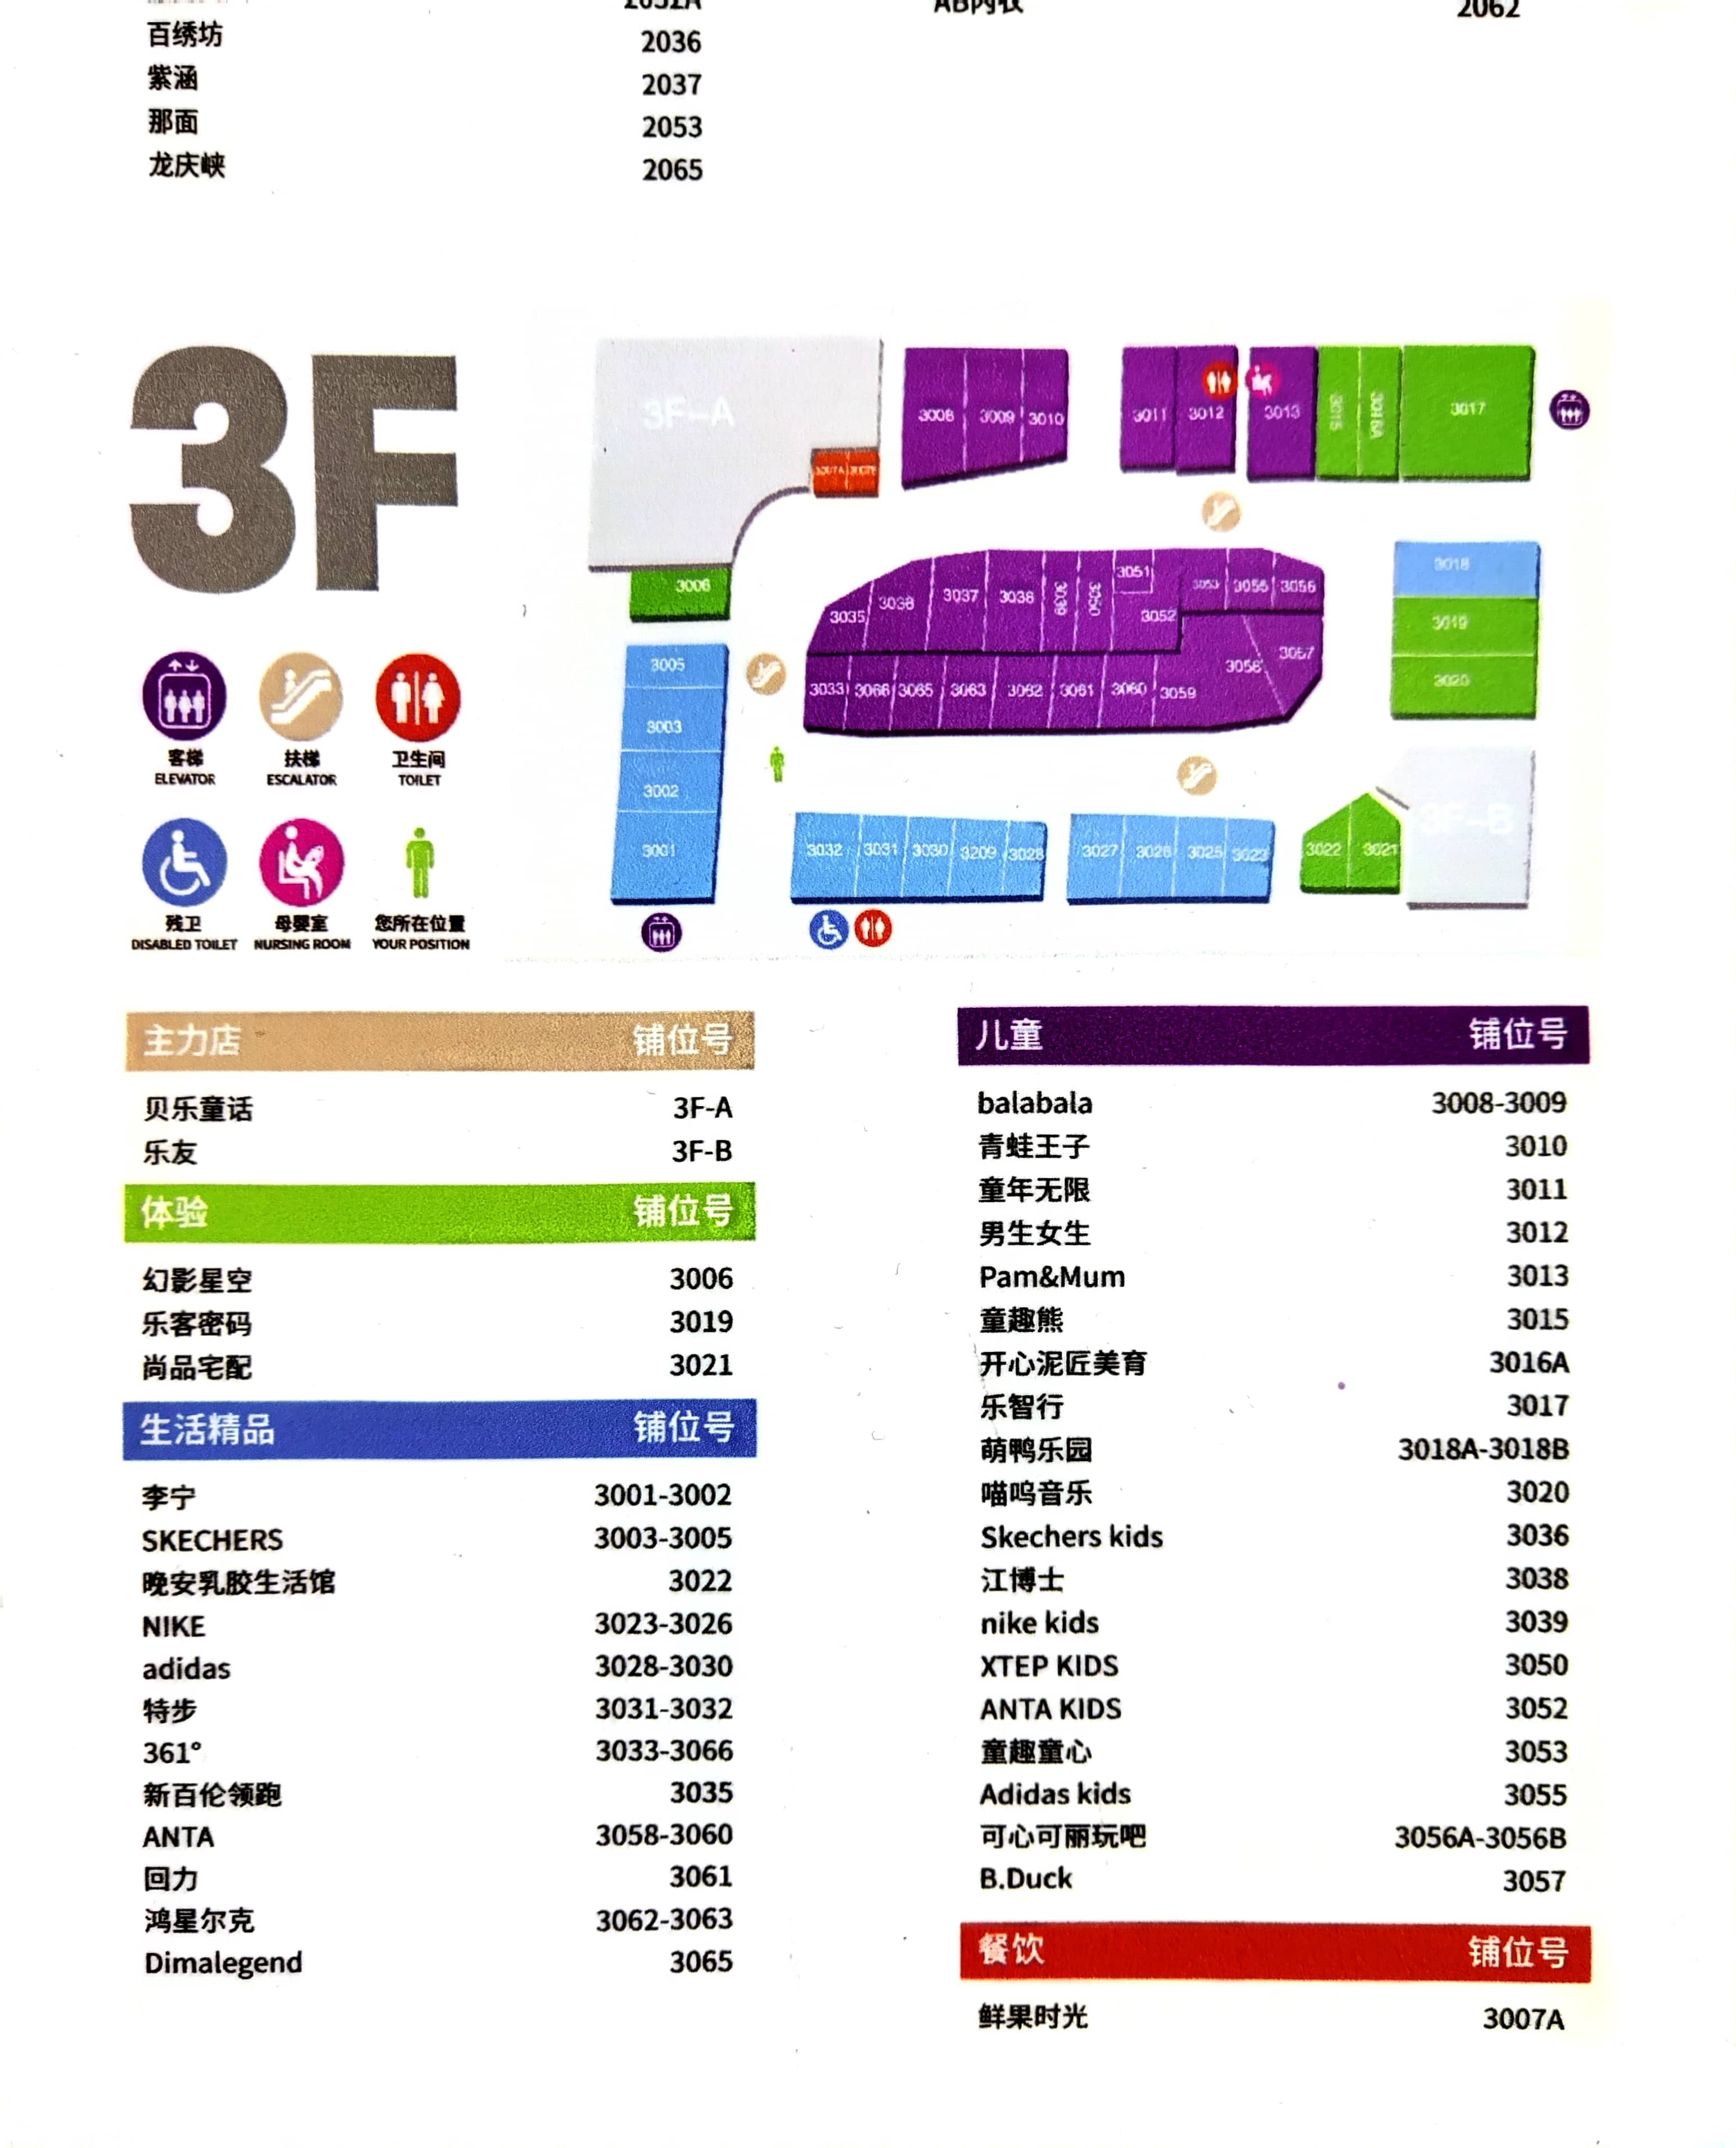 百绣坊 2036
紫涵 2037
那面 2053
龙庆峡 2065
2062
3F
客梯
ELEVATOR
扶梯
ESCALATOR
卫生间
TOILET
残卫
DISABLED TOILET
母婴室
NURSING ROOM
您所在位置
YOUR POSITION
3F-A
3008 3009 3010
3011 3012 3013 3015 3016A 3017
3006
3035 3036 3037 3038 3039 3050 3051 3052 3053 3055 3056
3018
3019
3020
3005
3003
3002
3001
3033 3066 3065 3063 3062 3061 3060 3059 3058 3057
3032 3031 3030 3209 3028
3027 3026 3025 3023
3022 3021
3F-B
主力店 铺位号
贝乐童话 3F-A
乐友 3F-B
体验 铺位号
幻影星空 3006
乐客密码 3019
尚品宅配 3021
生活精品 铺位号
李宁 3001-3002
SKECHERS 3003-3005
晚安乳胶生活馆 3022
NIKE 3023-3026
adidas 3028-3030
特步 3031-3032
361° 3033-3066
新百伦领跑 3035
ANTA 3058-3060
回力 3061
鸿星尔克 3062-3063
Dimalegend 3065
儿童 铺位号
balabala 3008-3009
青蛙王子 3010
童年无限 3011
男生女生 3012
Pam&Mum 3013
童趣熊 3015
开心泥匠美育 3016A
乐智行 3017
萌鸭乐园 3018A-3018B
喵呜音乐 3020
Skechers kids 3036
江博士 3038
nike kids 3039
XTEP KIDS 3050
ANTA KIDS 3052
童趣童心 3053
Adidas kids 3055
可心可丽玩吧 3056A-3056B
B.Duck 3057
餐饮 铺位号
鲜果时光 3007A